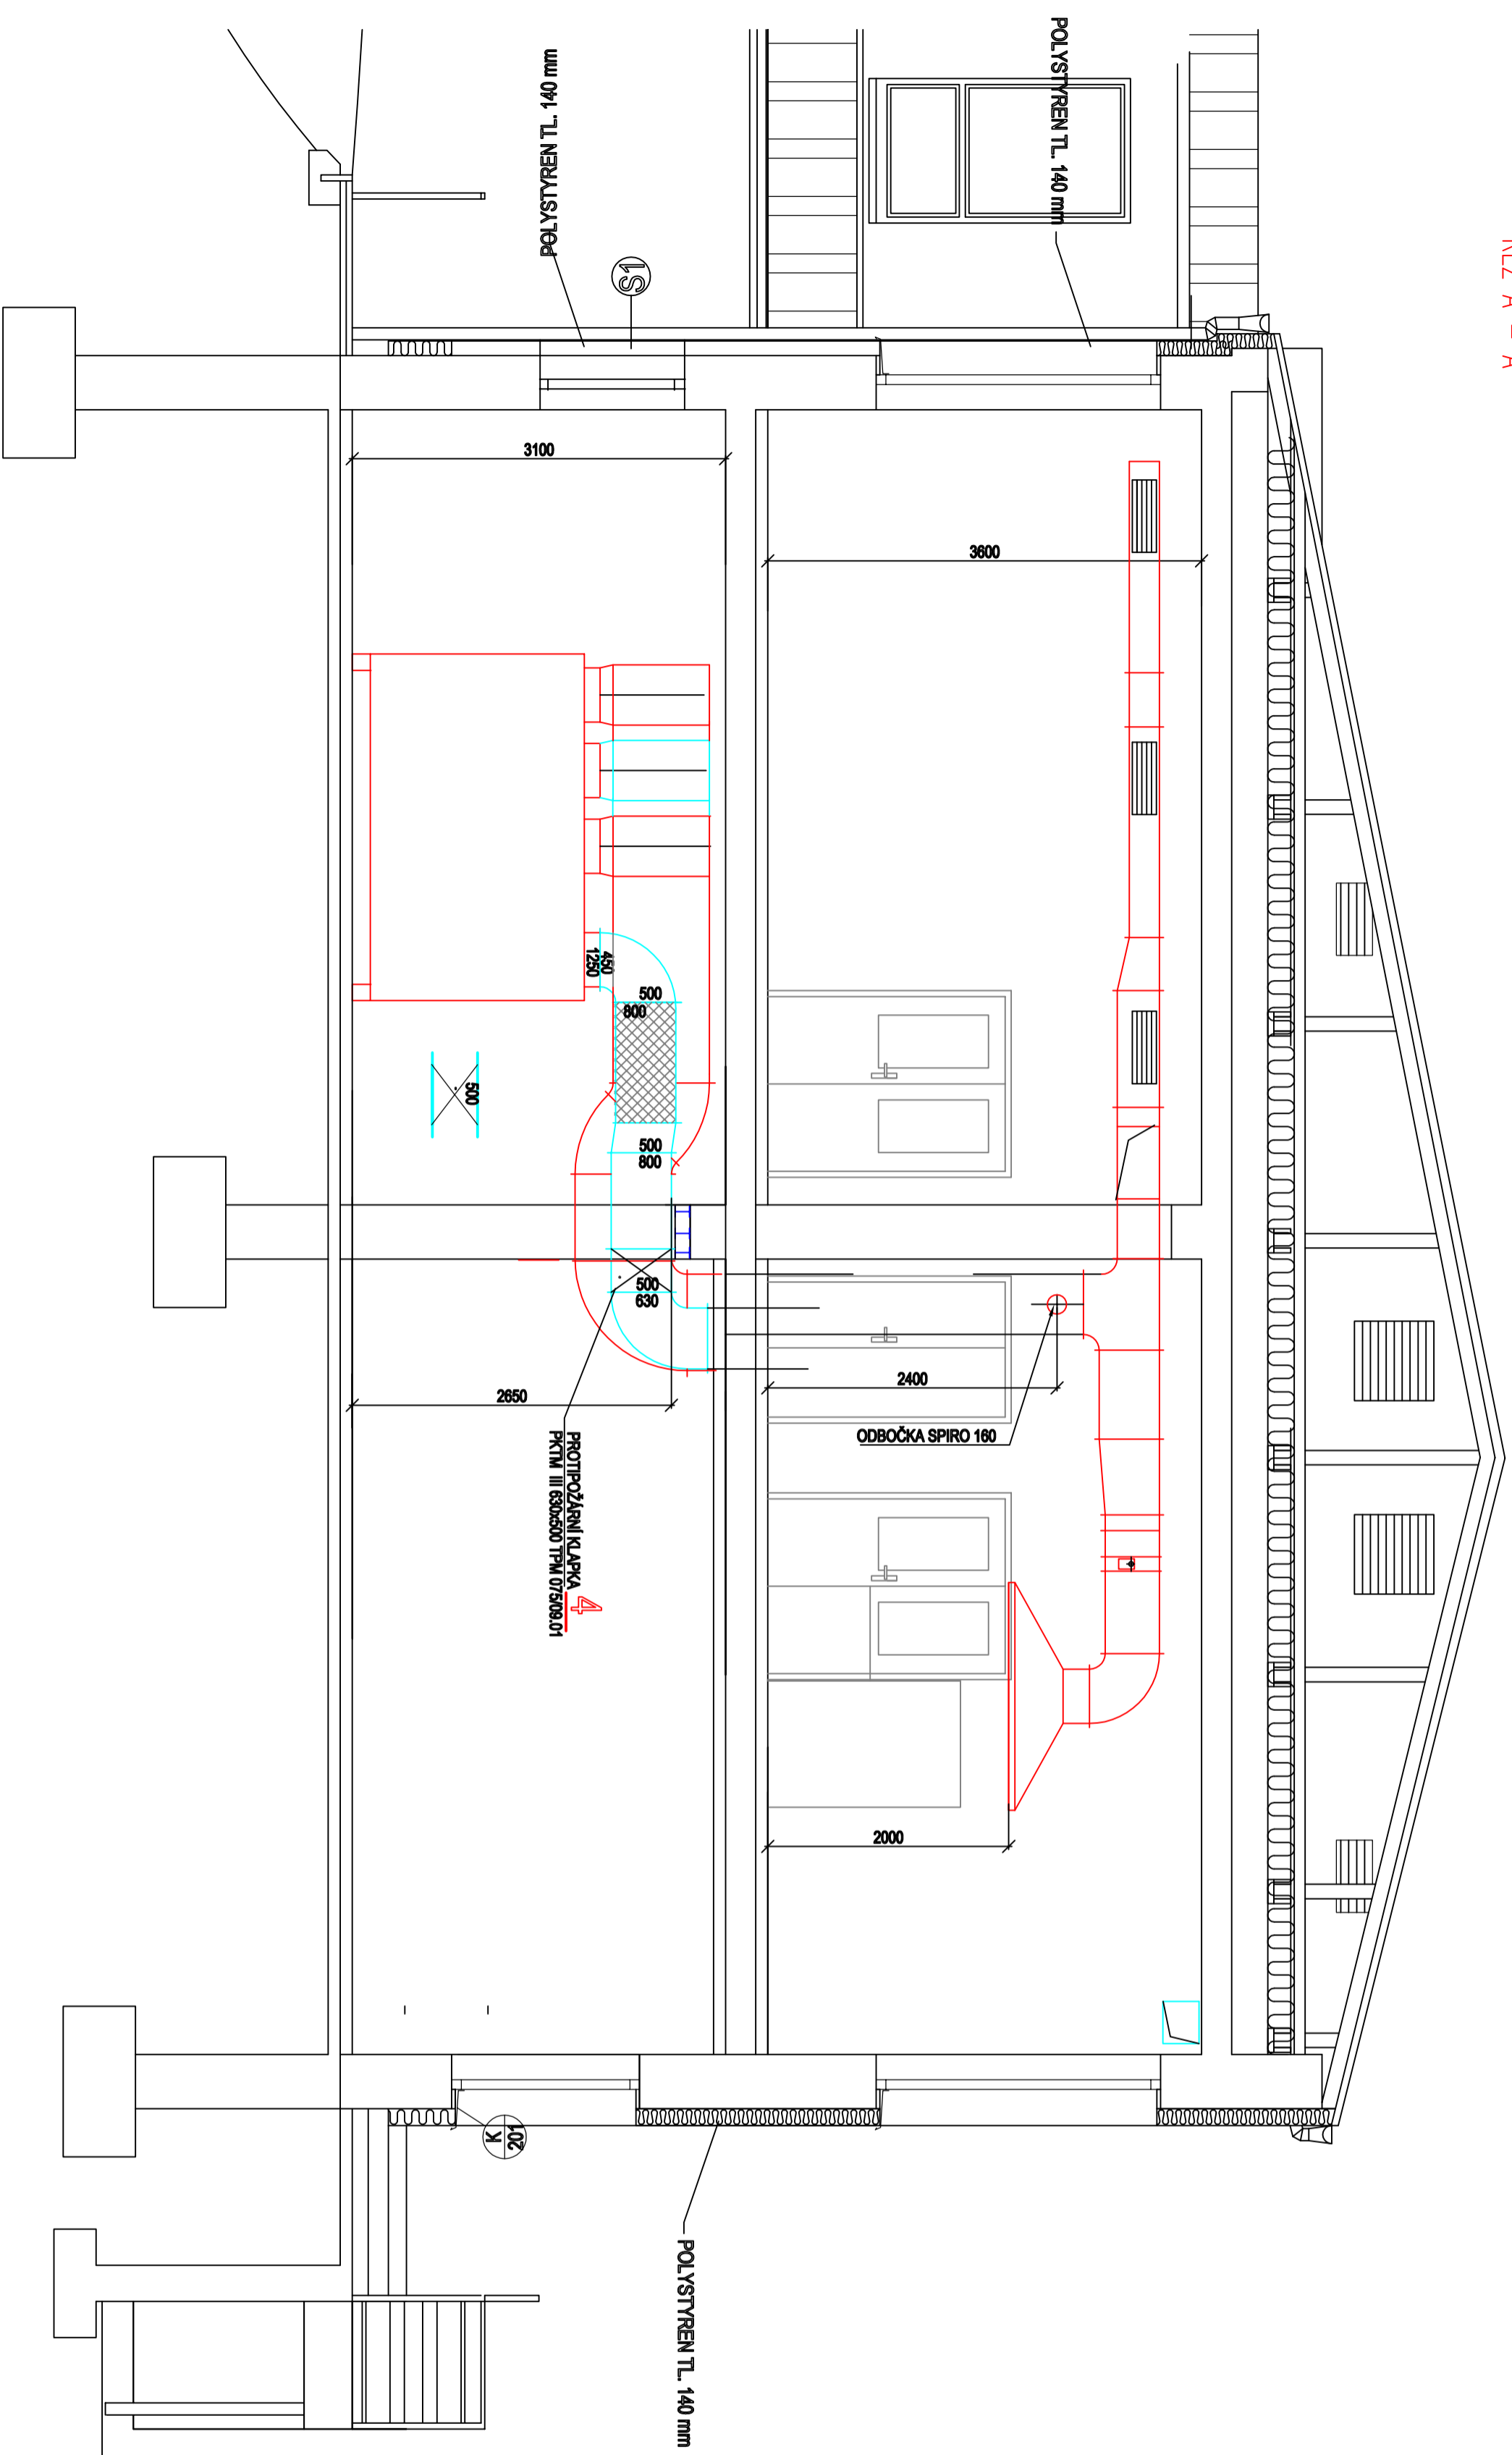 ŘEZ A - A
POLYSTYREN TL. 140 mm
POLYSTYREN TL. 140 mm
S1
3100
3600
450
1250
500
800
500
500
800
500
630
2650
2400
ODBOČKA SPIRO 160
PROTIPOŽÁRNÍ KLAPKA
PKTM III 630x500 TPM 075/09.01
4
2000
K
201
POLYSTYREN TL. 140 mm